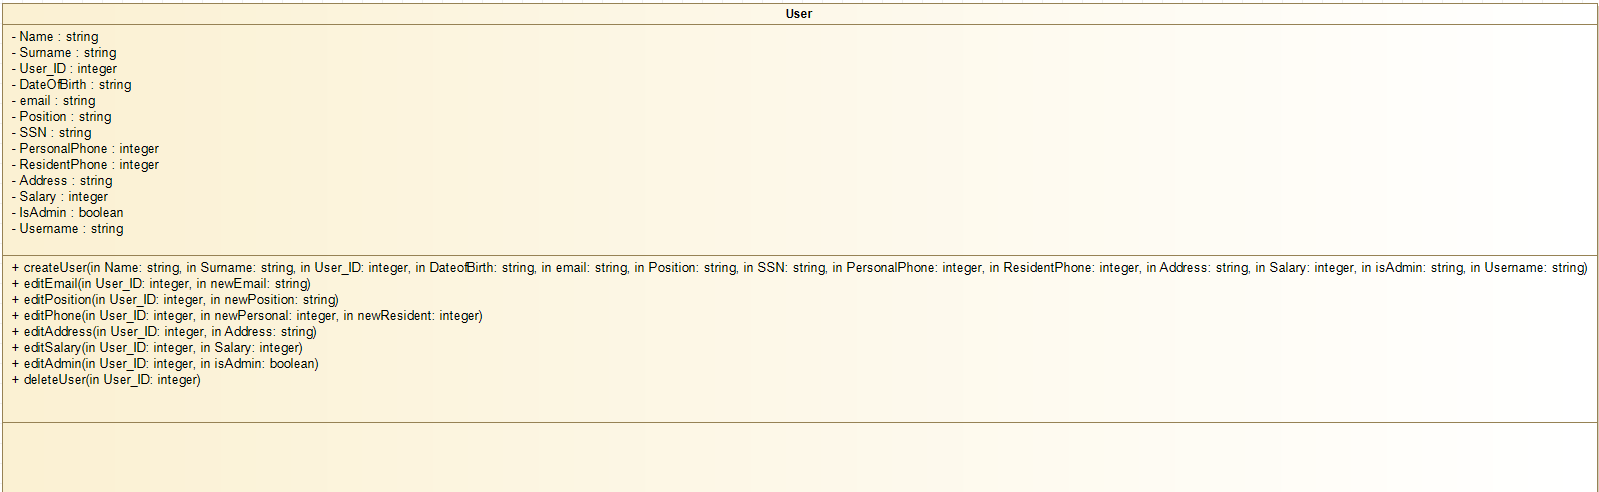 User
- Name : string
- Surname : string
- User_ID : integer
- DateOfBirth : string
- email : string
- Position : string
- SSN : string
- PersonalPhone : integer
- ResidentPhone : integer
- Address : string
- Salary : integer
- IsAdmin : boolean
- Username : string
+ createUser(in Name: string, in Surname: string, in User_ID: integer, in DateofBirth: string, in email: string, in Position: string, in SSN: string, in PersonalPhone: integer, in ResidentPhone: integer, in Address: string, in Salary: integer, in isAdmin: string, in Username: string)
+ editEmail(in User_ID: integer, in newEmail: string)
+ editPosition(in User_ID: integer, in newPosition: string)
+ editPhone(in User_ID: integer, in newPersonal: integer, in newResident: integer)
+ editAddress(in User_ID: integer, in Address: string)
+ editSalary(in User_ID: integer, in Salary: integer)
+ editAdmin(in User_ID: integer, in isAdmin: boolean)
+ deleteUser(in User_ID: integer)